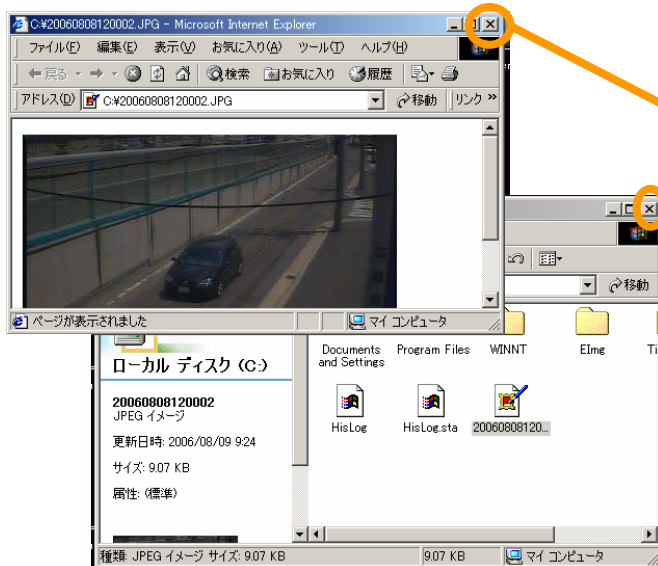 C:¥20060808120002.JPG - Microsoft Internet Explorer
ファイル(F) 編集(E) 表示(V) お気に入り(A) ツール(T) ヘルプ(H)
戻る 検索 お気に入り 履歴
アドレス(D) C:¥20060808120002.JPG 移動 リンク »
ページが表示されました マイ コンピュータ
移動
Documents and Settings
Program Files
WINNT
EImg
ローカル ディスク (C:)
20060808120002
JPEG イメージ
更新日時: 2006/08/09 9:24
サイズ: 9.07 KB
属性: (標準)
HisLog
HisLog.sta
20060808120...
種類: JPEG イメージ サイズ: 9.07 KB 9.07 KB マイ コンピュータ